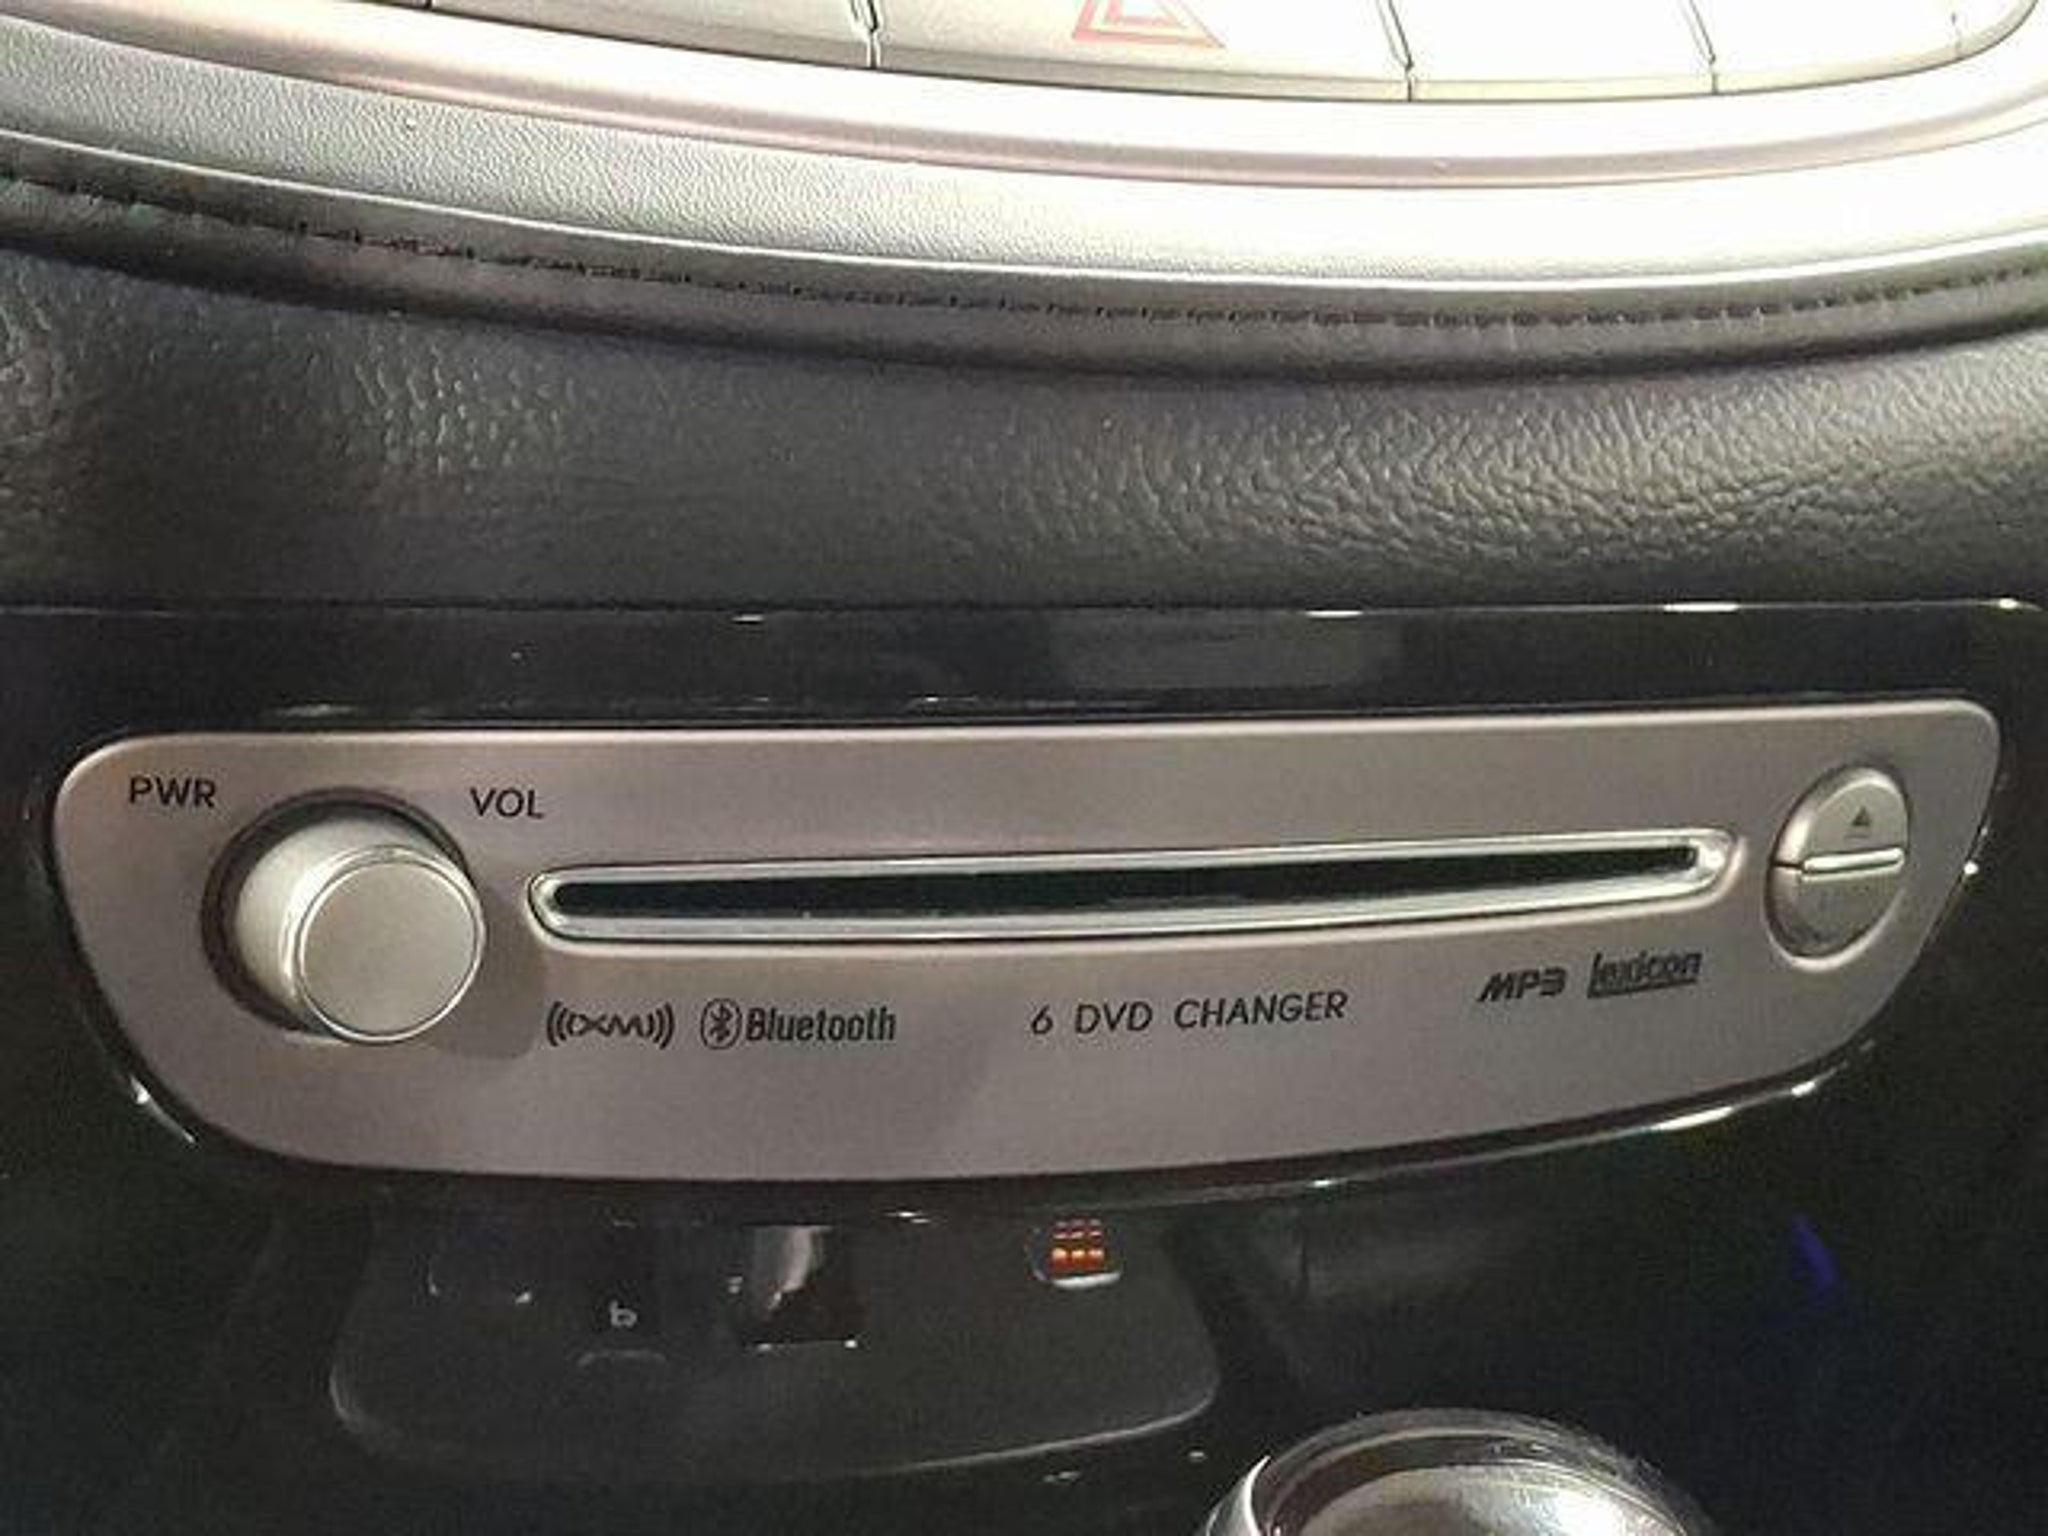 PWR VOL
((XM)) Bluetooth 6 DVD CHANGER MP3 lexicon